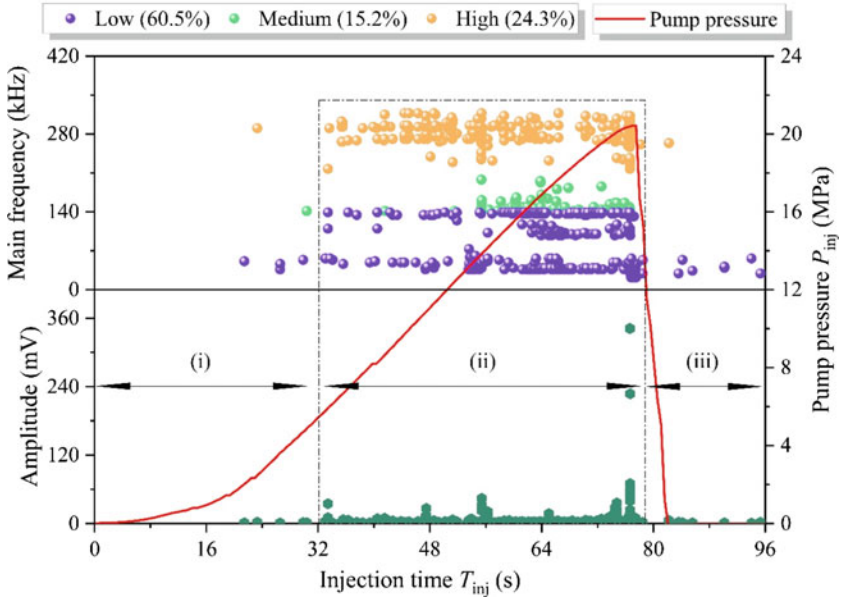 Low (60.5%) Medium (15.2%) High (24.3%) Pump pressure
420 24
280 20
140 16
0 12
360
8
240
4
120
0 0
Main frequency (kHz)
Amplitude (mV)
Pump pressure Pinj (MPa)
(i) (ii) (iii)
0 16 32 48 64 80 96
Injection time Tinj (s)